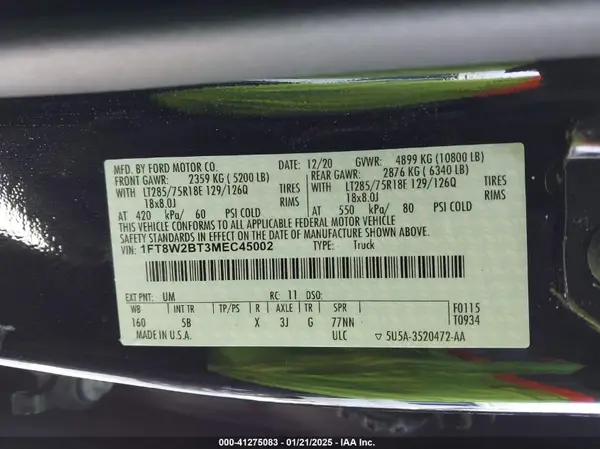 MFD. BY FORD MOTOR CO. 12/20 GVWR: 4899 KG (10800 LB)
FRONT GAWR: 2359 KG ( 5200 LB) REAR GAWR: 2876 KG ( 6340 LB)
WITH LT285/75R18E 129/126Q TIRES WITH LT285/75R18E 129/126Q TIRES
18x8.0J RIMS 18x8.0J RIMS
AT 420 kPa/ 60 PSI COLD AT 550 kPa/ 80 PSI COLD
THIS VEHICLE CONFORMS TO ALL APPLICABLE FEDERAL MOTOR VEHICLE
SAFETY STANDARDS IN EFFECT ON THE DATE OF MANUFACTURE SHOWN ABOVE.
VIN: 1FT8W2BT3MEC45002 TYPE: Truck
EXT PNT: UM RC: 11 DSO:
WB INT TR TP/PS R AXLE TR SPR F0115
160 5B X 3J G 77NN T0934
MADE IN U.S.A. ULC ▽ 5U5A-3520472-AA
000-41275083 - 01/21/2025 - IAA Inc.